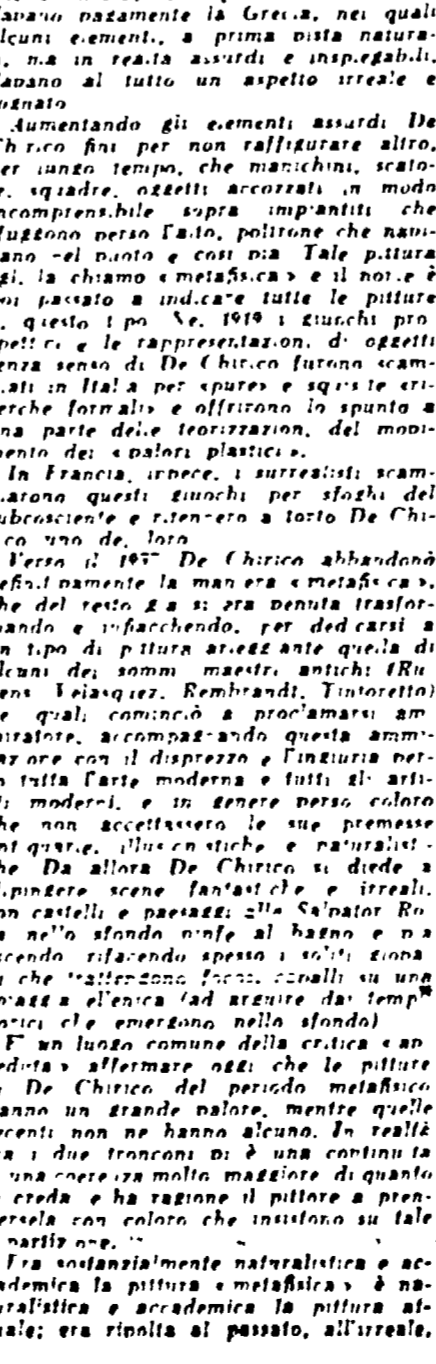 davano vagamente la Grecia, nei quali
alcuni elementi, a prima vista natura-
ma in realtà assurdi e inspiegabili,
davano al tutto un aspetto irreale e
sognato
Aumentando gli elementi assurdi De
Chirico finì per non raffigurare altro,
per lungo tempo, che manichini, scato-
squadre, oggetti accozzati in modo
incomprensibile sopra impiantiti che
fuggono verso l'alto, poltrone che navi-
nel vuoto e così via Tale pittura
la chiamò «metafisica» e il nome è
poi passato a indicare tutte le pitture
questo tipo Nel 1919 i giuochi pro
e le rappresentazioni di oggetti
senza senso di De Chirico furono scam-
in Italia per «pure» e squisite
cerche formali» e offrirono lo spunto a
una parte delle teorizzazioni del movi-
mento dei «valori plastici».
In Francia, invece, i surrealisti scam-
biarono questi giuochi per sfoghi del
subcosciente e ritennero a torto De Chi-
rico uno dei loro
Verso il De Chirico abbandonò
definitivamente la maniera «metafisica»,
che del resto già si era venuta trasfor-
mando e infiacchendo, per dedicarsi a
un tipo di pittura arieggiante quella di
alcuni dei sommi maestri antichi (Ru
bens Velasquez, Rembrandt, Tintoretto)
quali cominciò a proclamarsi am
miratore, accompagnando questa ammi-
razione con il disprezzo e l'ingiuria ver-
so tutta l'arte moderna e tutti gli arti-
sti moderni, e in genere verso coloro
che non accettassero le sue premesse
antiquarie, illusionistiche e naturalisti-
che Da allora De Chirico si diede a
dipingere scene fantastiche e irreali,
con castelli e paesaggi alla Salvator Ro
sa nello sfondo ninfe al bagno e via
dicendo rifacendo spesso i soliti
che trattengono cavalli su una
spiaggia ellenica (ad arguire dai
che emergono nello sfondo)
E' un luogo comune della critica
affermare oggi che le pitture
De Chirico del periodo metafisico
hanno un grande valore, mentre quelle
recenti non ne hanno alcuno. In realtà
tra i due tronconi vi è una continuità
una coerenza molto maggiore di quanto
creda e ha ragione il pittore a pren-
dersela con coloro che insistono su tale
partizione.
Era sostanzialmente naturalistica e ac-
cademica la pittura «metafisica» è na-
turalistica e accademica la pittura at-
tuale; era rivolta al passato, all'irreale,